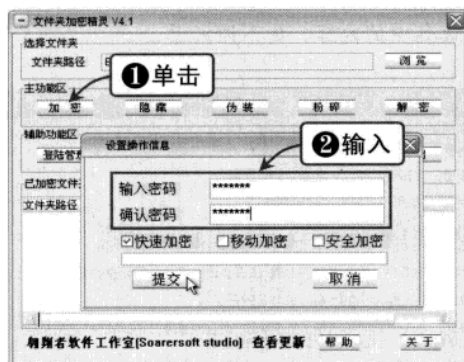 文件夹加密精灵 V4.1
选择文件夹
文件夹路径
浏览
❶单击
主功能区
加密 隐藏 伪装 粉碎 解密
辅助功能区
❷输入
设置操作信息
输入密码 *******
确认密码 *******
已加密文件
文件夹路径
快速加密 移动加密 安全加密
提交 取消
翱翔者软件工作室(Soarersoft studio) 查看更新 帮助 关于